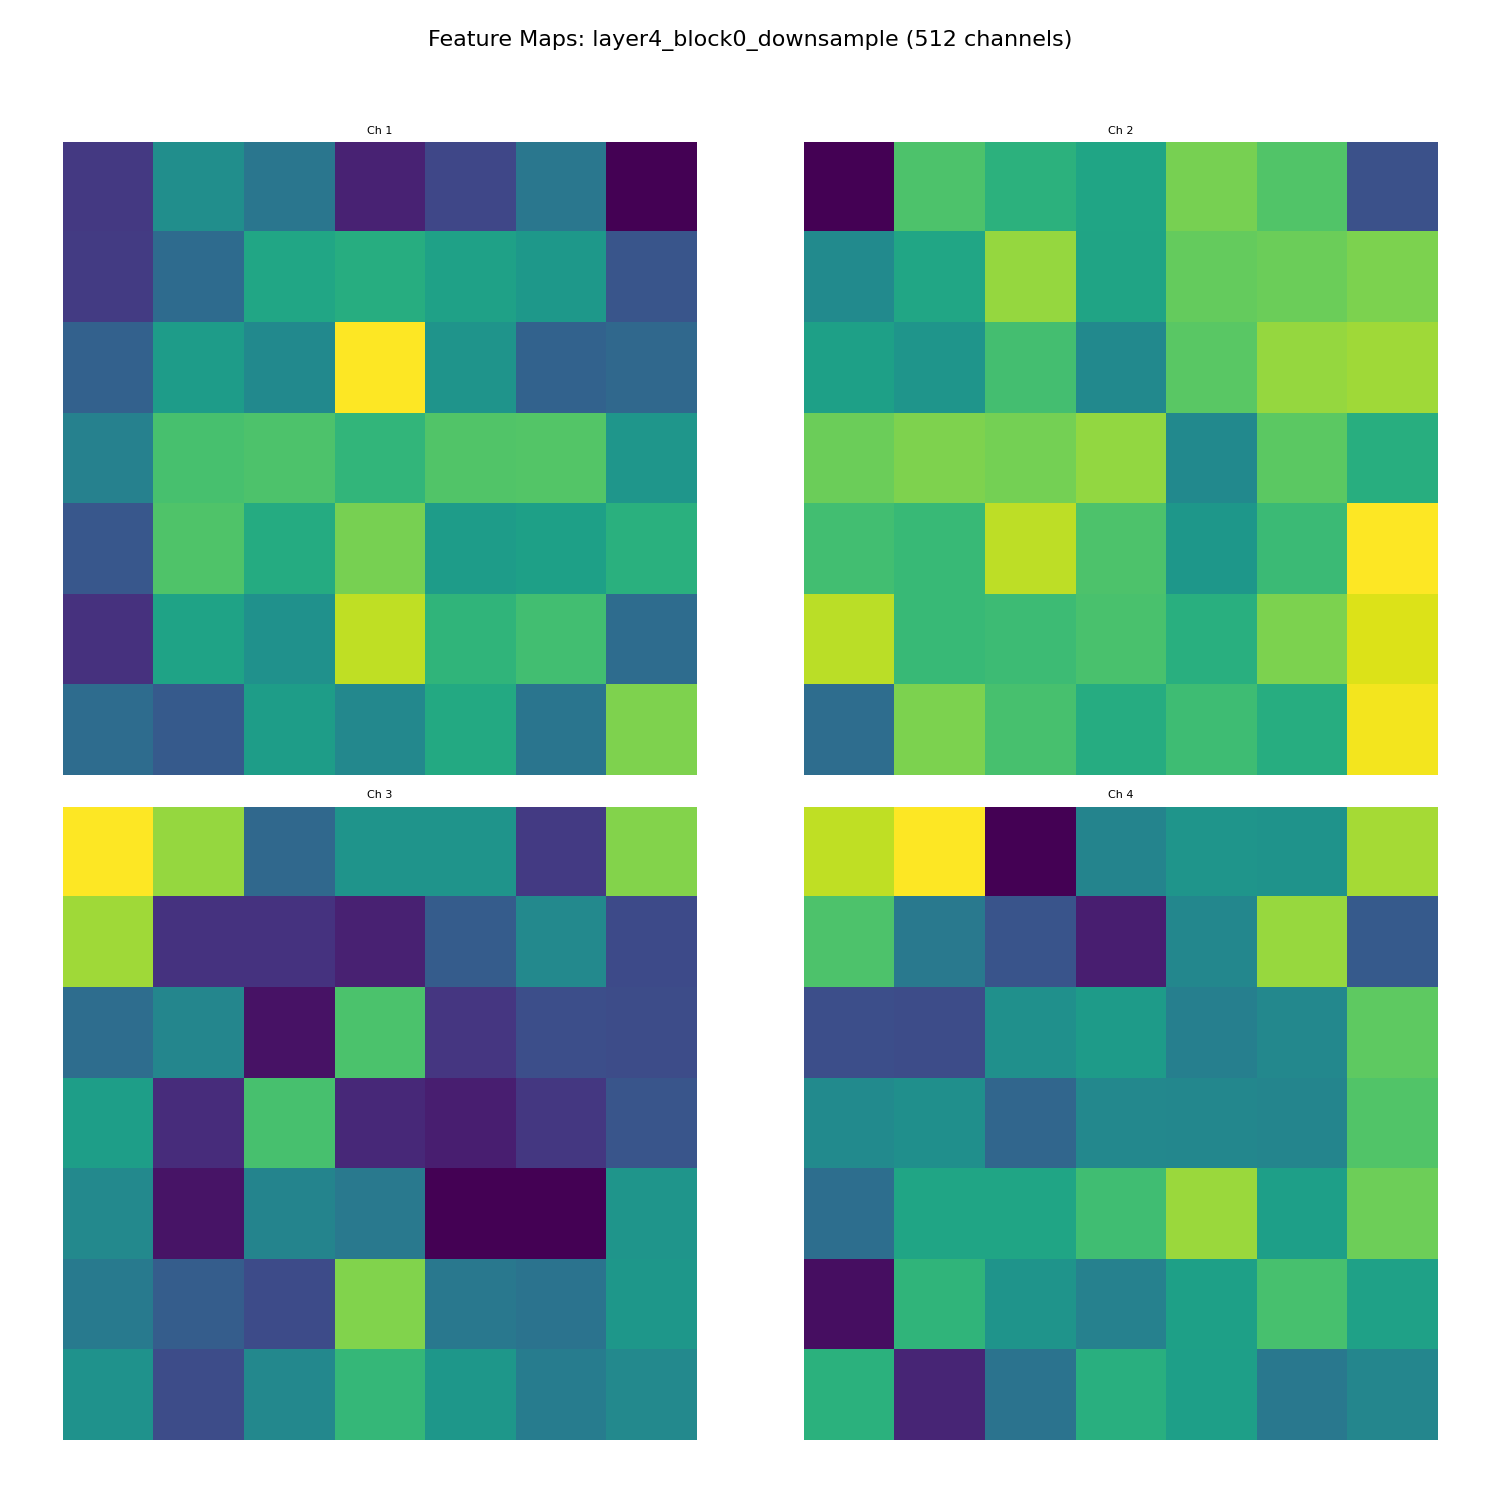 Feature Maps: layer4_block0_downsample (512 channels)
Ch 1
Ch 2
Ch 3
Ch 4